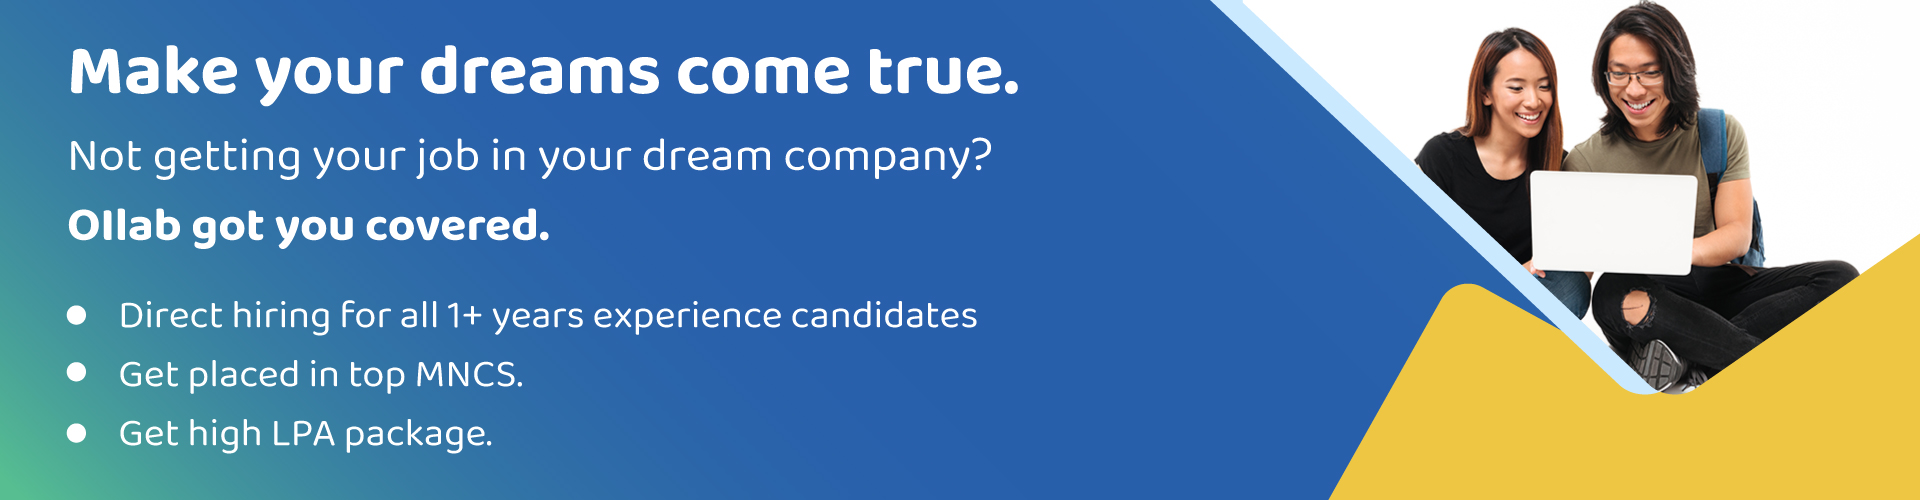 Make your dreams come true.
Not getting your job in your dream company?
Ollab got you covered.
Direct hiring for all 1+ years experience candidates
Get placed in top MNCS.
Get high LPA package.